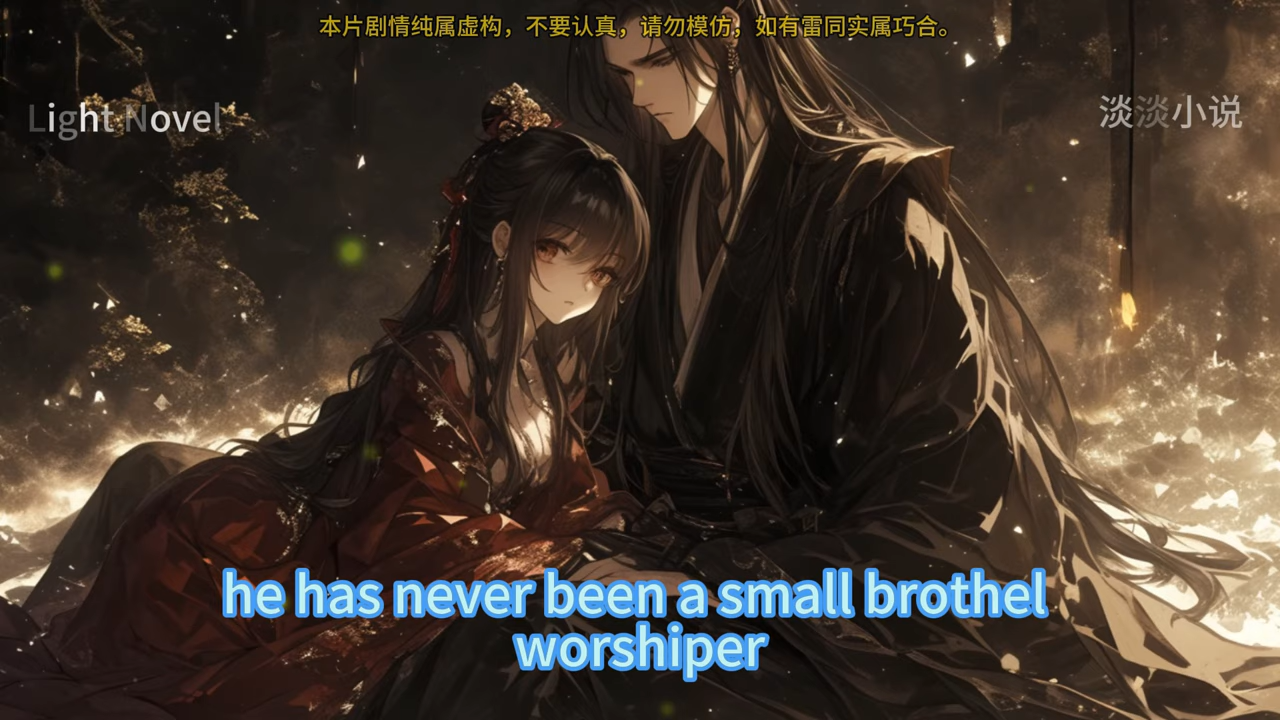 本片剧情纯属虚构，不要认真，请勿模仿，如有雷同实属巧合。
Light Novel
淡淡小说
he has never been a small brothel
worshiper